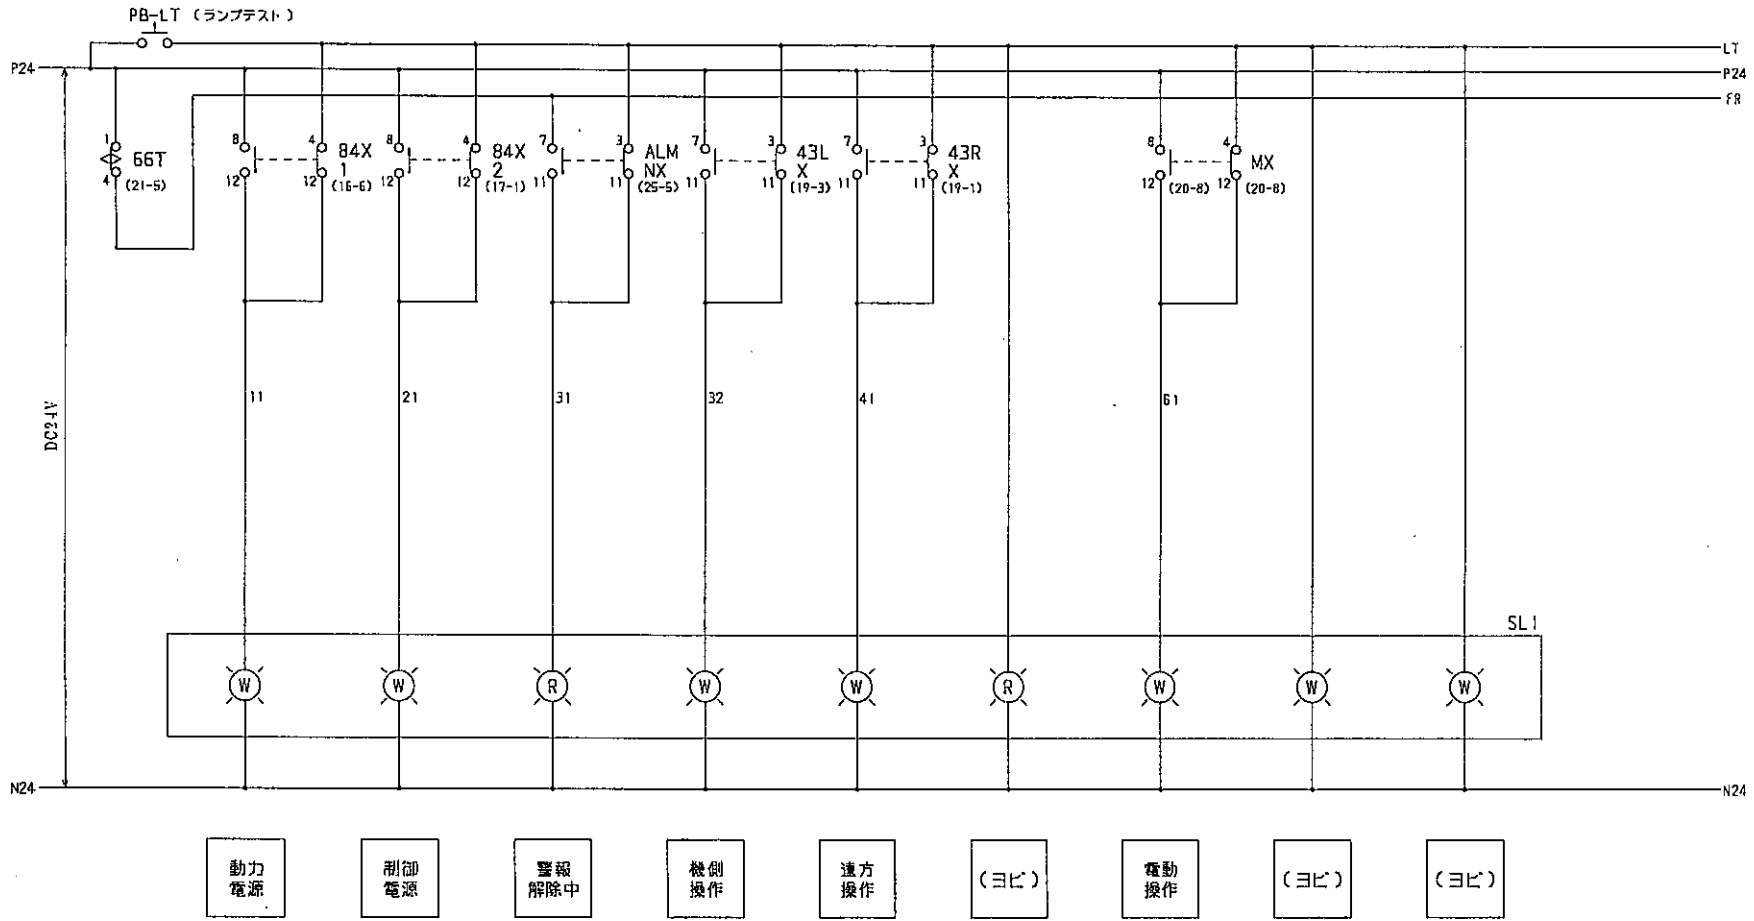 PB-LT (ランプテスト)
LT
P24
P24
FR
1
66T
4
(21-5)
8
4
84X
1
12
12
(16-6)
8
4
84X
2
12
12
(17-1)
7
3
ALM
NX
11
11
(25-5)
7
3
43L
X
11
11
(19-3)
7
3
43R
X
11
11
(19-1)
8
4
MX
12
(20-8)
12
(20-8)
DC24V
11
21
31
32
41
61
SL1
W
W
R
W
W
R
W
W
W
N24
N24
動力
電源
制御
電源
警報
解除中
機側
操作
遠方
操作
(ヨビ)
電動
操作
(ヨビ)
(ヨビ)